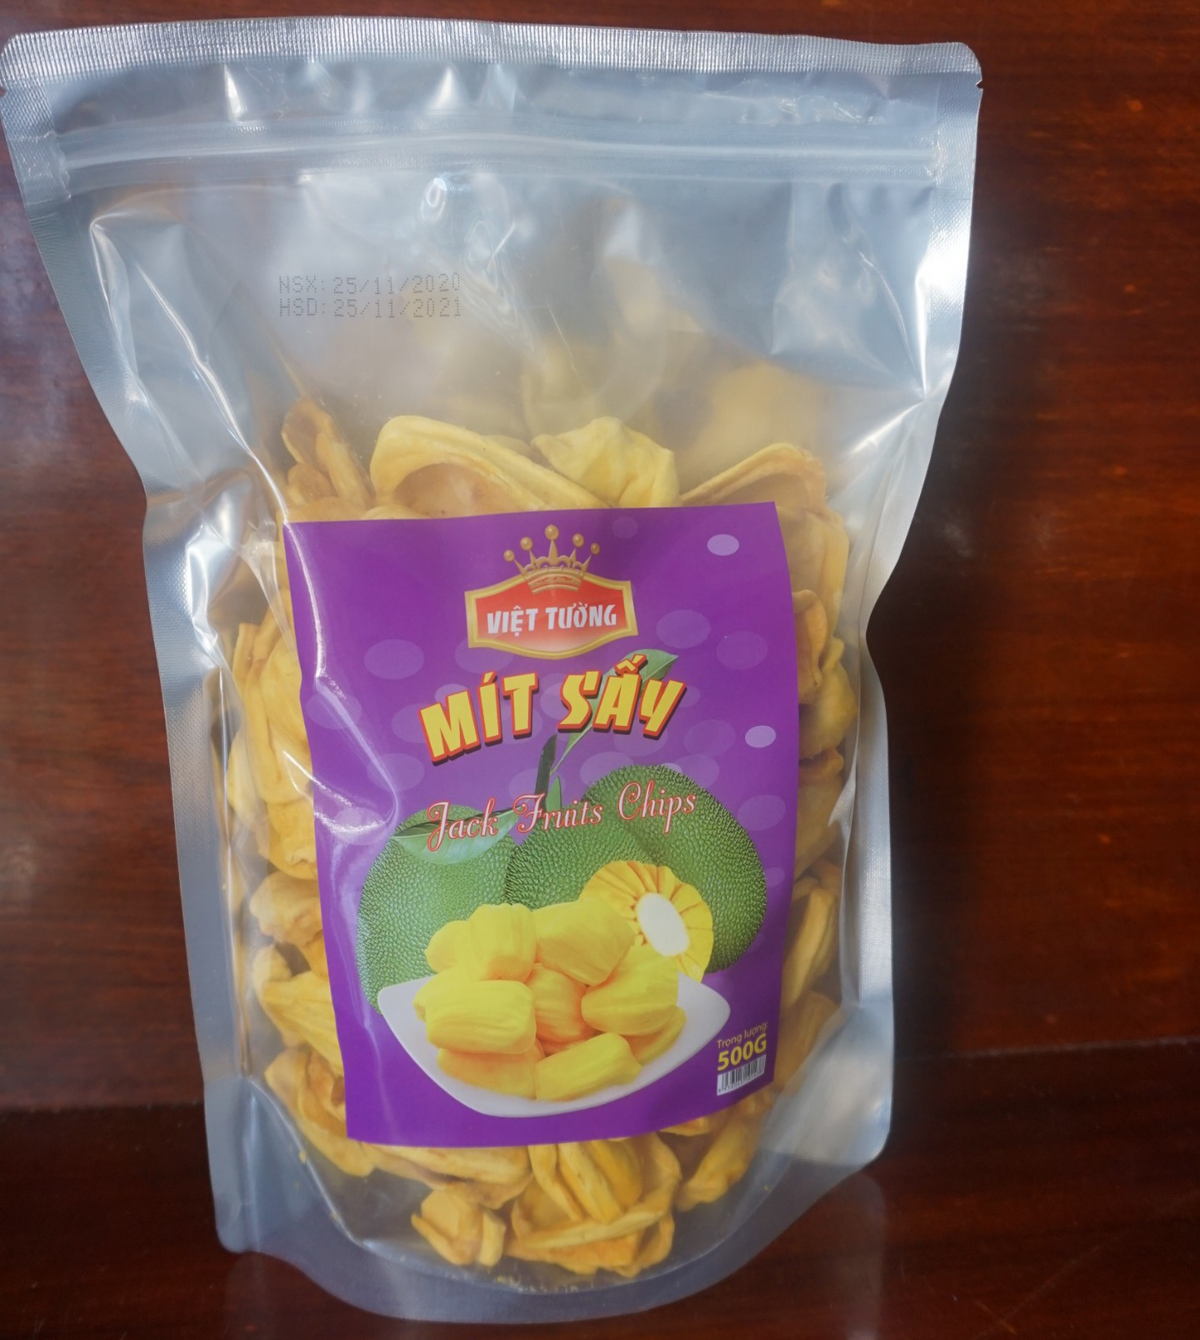 NSX: 25/11/2020
HSD: 25/11/2021
VIỆT TƯỜNG
MÍT SẤY
Jack Fruits Chips
Trọng lượng:
500G